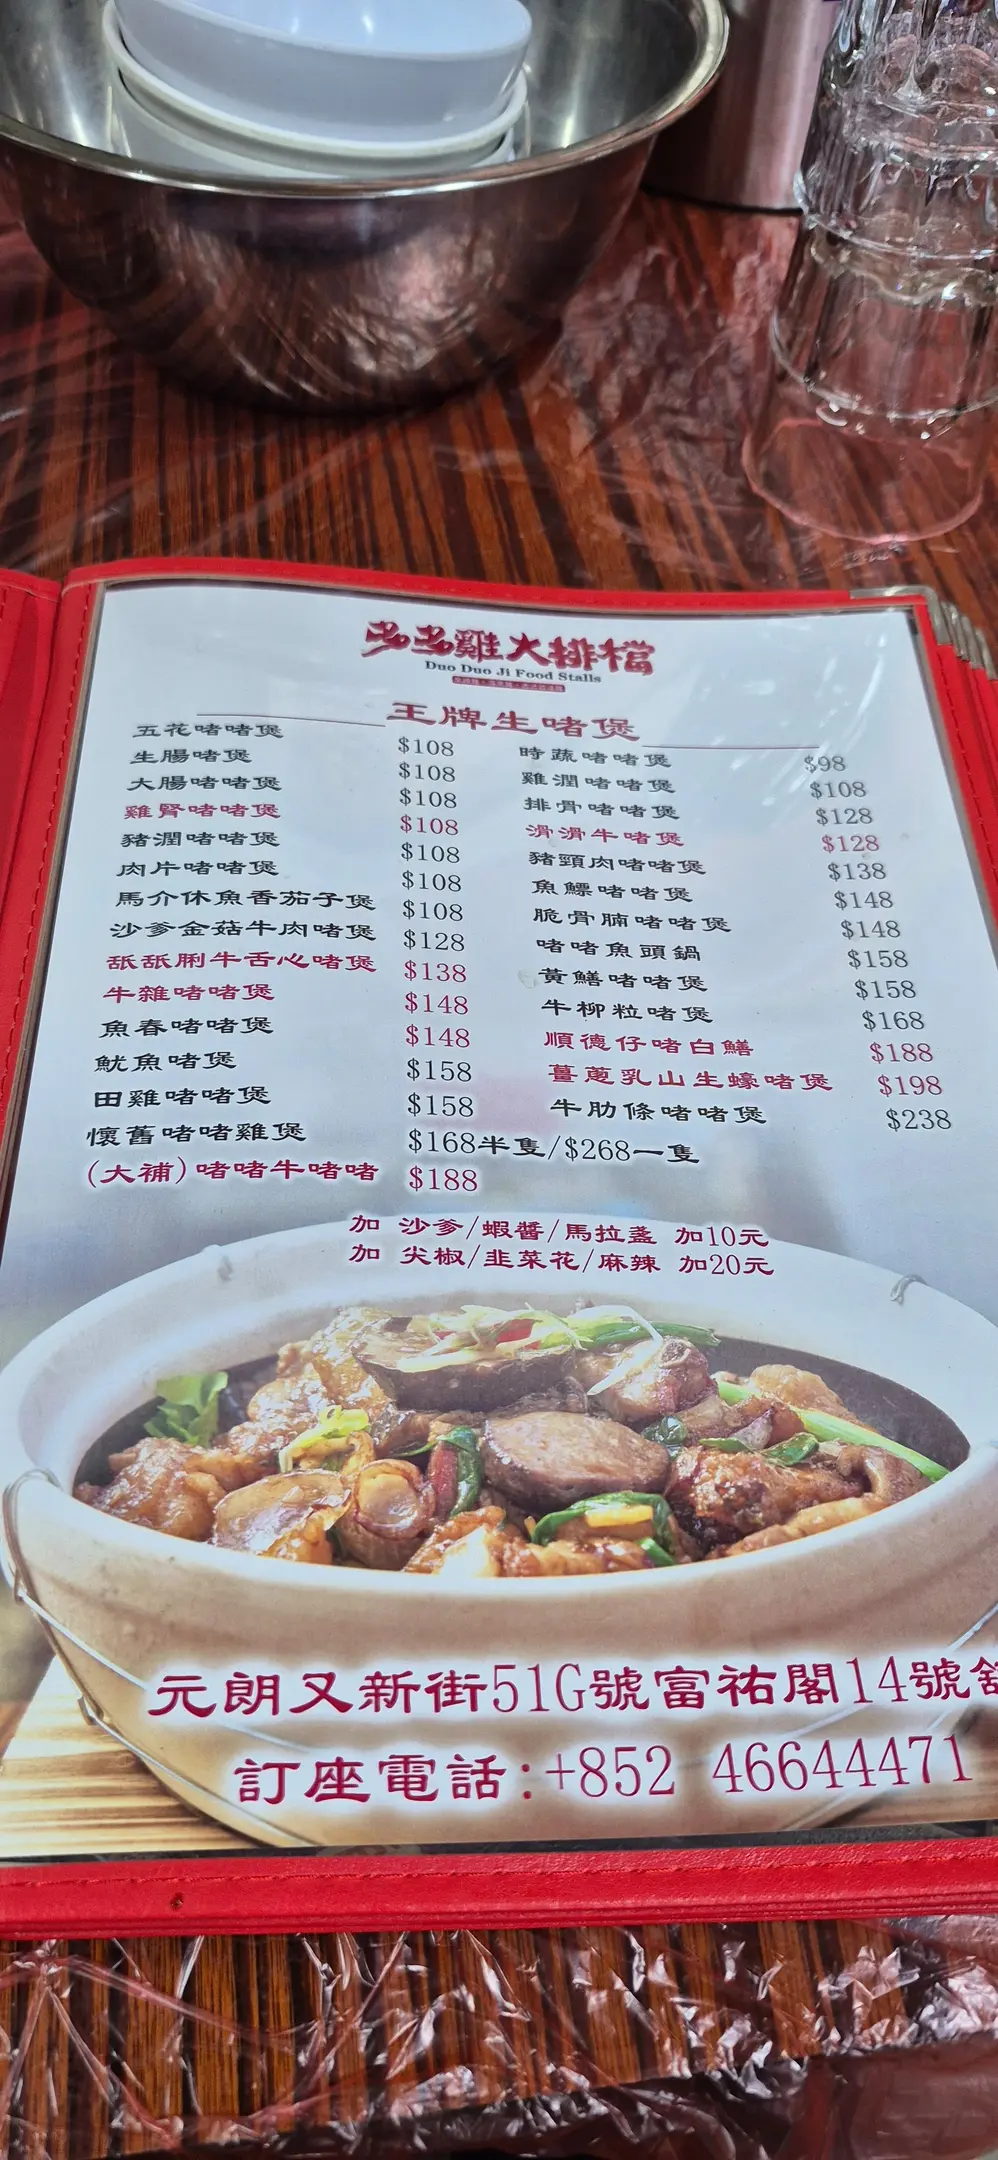 多多雞大排檔
Duo Duo Ji Food Stalls
王牌生啫煲
五花啫啫煲 $108
生腸啫煲 $108
大腸啫啫煲 $108
雞腎啫啫煲 $108
豬潤啫啫煲 $108
肉片啫啫煲 $108
馬介休魚香茄子煲 $108
沙爹金菇牛肉啫煲 $128
舐舐脷牛舌心啫煲 $138
牛雜啫啫煲 $148
魚春啫啫煲 $148
魷魚啫煲 $158
田雞啫啫煲 $158
懷舊啫啫雞煲 $168半隻/$268一隻
(大補)啫啫牛啫啫 $188
時蔬啫啫煲 $98
雞潤啫啫煲 $108
排骨啫啫煲 $128
滑滑牛啫煲 $128
豬頸肉啫啫煲 $138
魚鰾啫啫煲 $148
脆骨腩啫啫煲 $148
啫啫魚頭鍋 $158
黃鱔啫啫煲 $158
牛柳粒啫煲 $168
順德仔啫白鱔 $188
薑蔥乳山生蠔啫煲 $198
牛肋條啫啫煲 $238
加 沙爹/蝦醬/馬拉盞 加10元
加 尖椒/韭菜花/麻辣 加20元
元朗又新街51G號富祐閣14號
訂座電話:+852 46644471